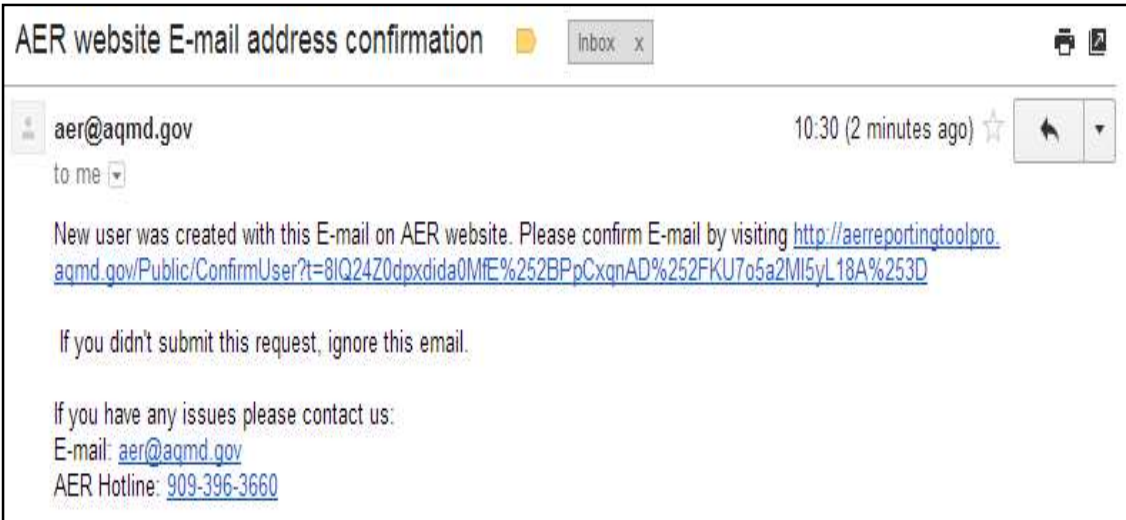 AER website E-mail address confirmation
Inbox x
aer@aqmd.gov
10:30 (2 minutes ago)
to me
New user was created with this E-mail on AER website. Please confirm E-mail by visiting http://aerreportingtoolpro.
aqmd.gov/Public/ConfirmUser?t=8IQ24Z0dpxdida0MfE%252BPpCxqnAD%252FKU7o5a2MI5yL18A%253D
If you didn't submit this request, ignore this email.
If you have any issues please contact us:
E-mail: aer@aqmd.gov
AER Hotline: 909-396-3660